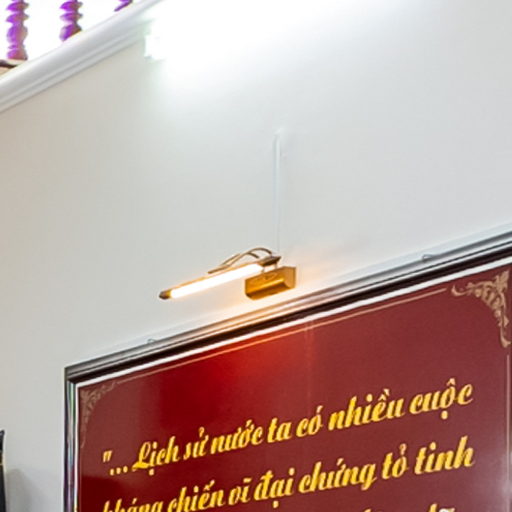 "... Lịch sử nước ta có nhiều cuộc
kháng chiến vĩ đại chứng tỏ tinh